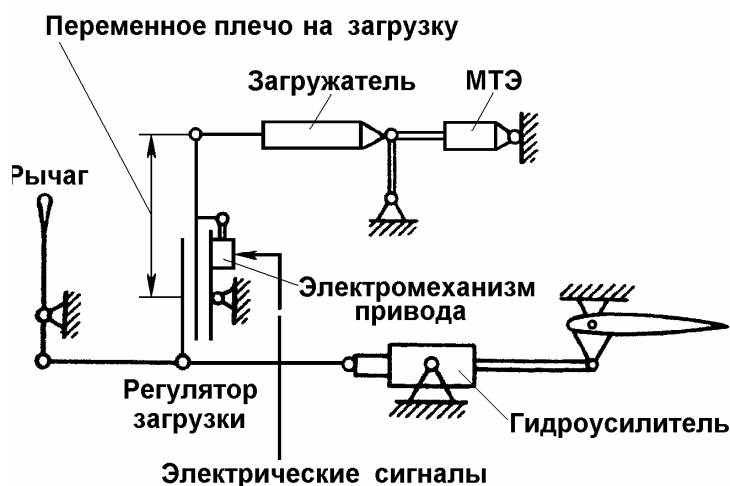 Переменное плечо на загрузку
Загружатель
МТЭ
Рычаг
Электромеханизм
привода
Регулятор
загрузки
Гидроусилитель
Электрические сигналы